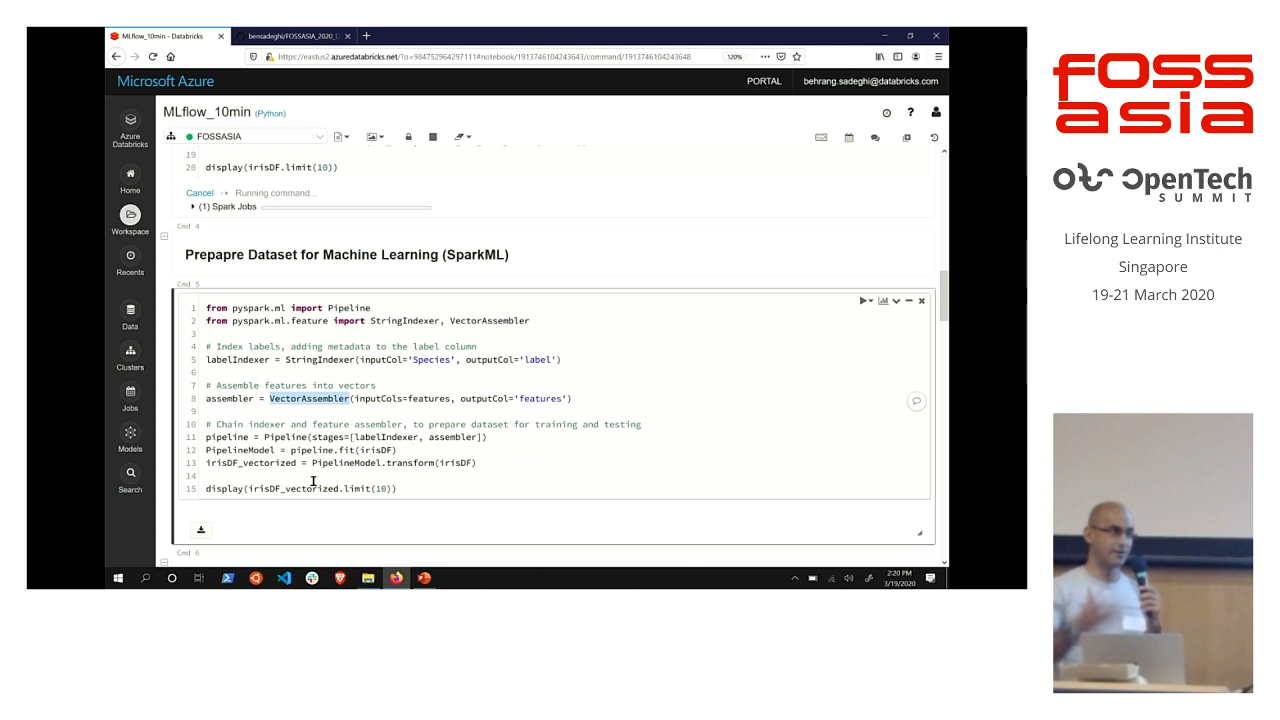 MLflow_10min - Databricks
bensadeghi/FOSSASIA_2020_D
https://eastus2.azuredatabricks.net/?o=984752964297111#notebook/1913746104243643/command/1913746104243648
120%
Microsoft Azure
PORTAL
behrang.sadeghi@databricks.com
Azure
Databricks
Home
Workspace
Recents
Data
Clusters
Jobs
Models
Search
MLflow_10min (Python)
FOSSASIA
19
20 display(irisDF.limit(10))
Cancel Running command...
(1) Spark Jobs
Cmd 4
Prepapre Dataset for Machine Learning (SparkML)
Cmd 5
1 from pyspark.ml import Pipeline
2 from pyspark.ml.feature import StringIndexer, VectorAssembler
3
4 # Index labels, adding metadata to the label column
5 labelIndexer = StringIndexer(inputCol='Species', outputCol='label')
6
7 # Assemble features into vectors
8 assembler = VectorAssembler(inputCols=features, outputCol='features')
9
10 # Chain indexer and feature assembler, to prepare dataset for training and testing
11 pipeline = Pipeline(stages=[labelIndexer, assembler])
12 PipelineModel = pipeline.fit(irisDF)
13 irisDF_vectorized = PipelineModel.transform(irisDF)
14
15 display(irisDF_vectorized.limit(10))
Cmd 6
2:20 PM
3/19/2020
FOSS
asia
OpenTech
SUMMIT
Lifelong Learning Institute
Singapore
19-21 March 2020